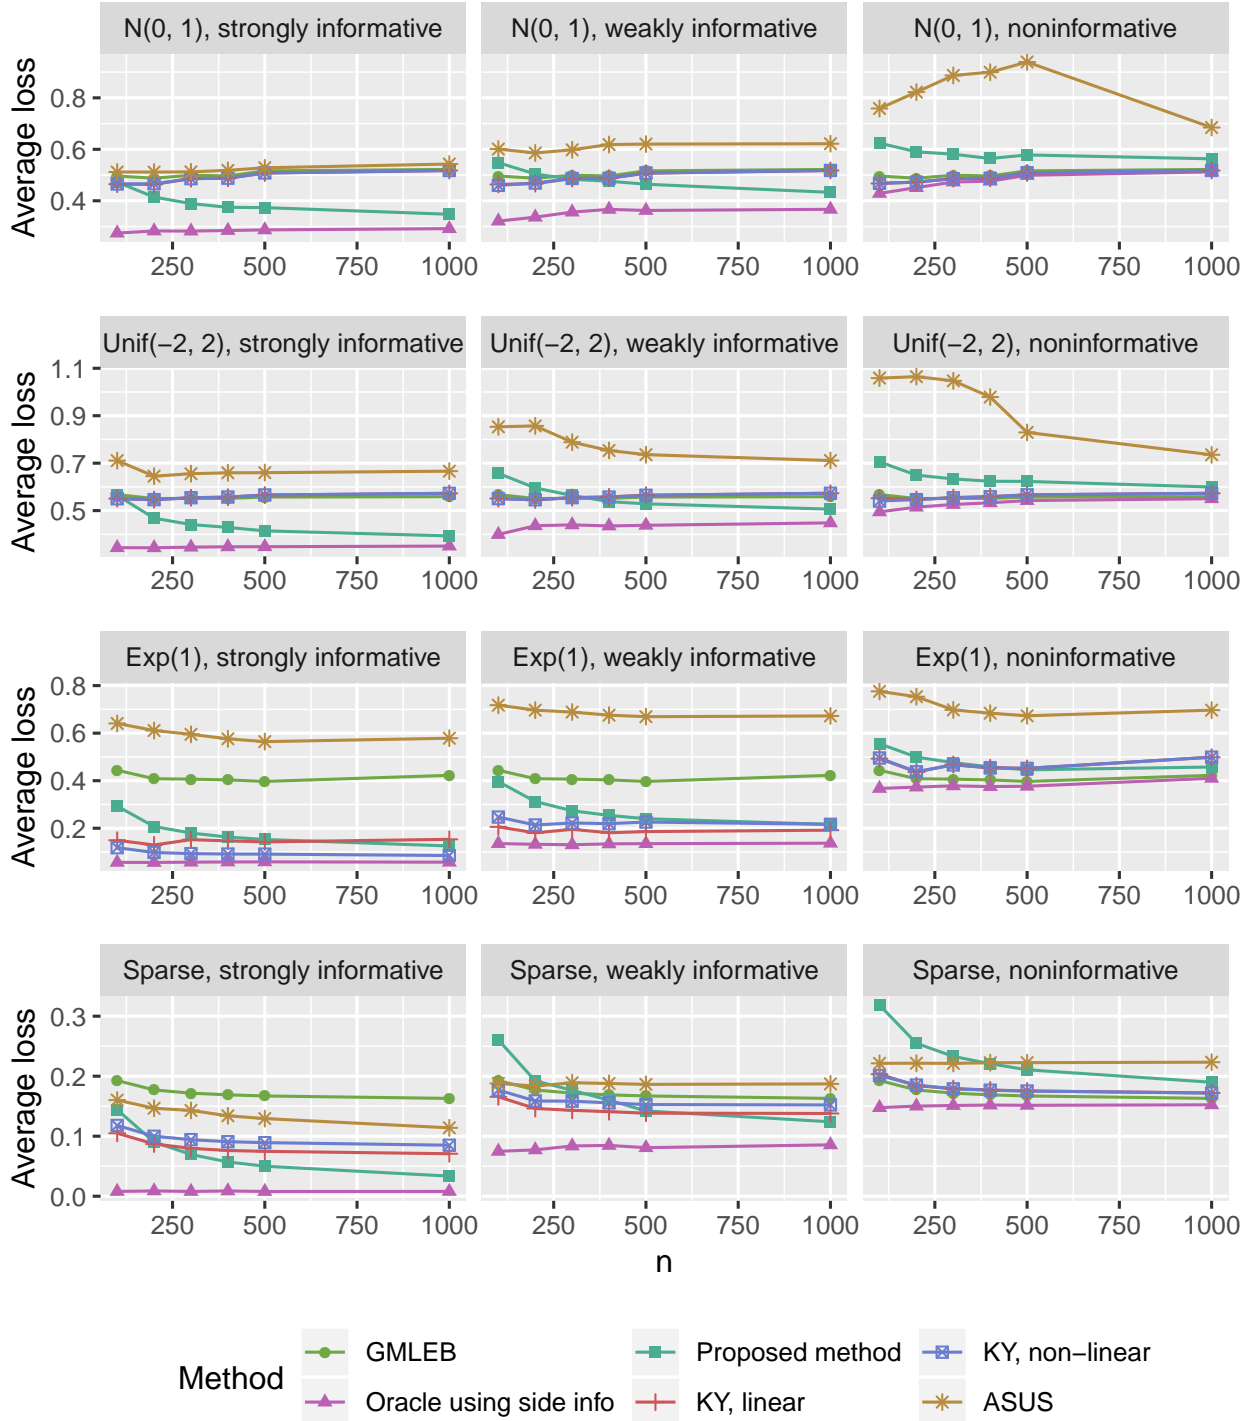 N(0, 1), strongly informative
N(0, 1), weakly informative
N(0, 1), noninformative
Average loss
0.8
0.6
0.4
250 500 750 1000
250 500 750 1000
250 500 750 1000
Unif(−2, 2), strongly informative
Unif(−2, 2), weakly informative
Unif(−2, 2), noninformative
Average loss
1.1
0.9
0.7
0.5
250 500 750 1000
250 500 750 1000
250 500 750 1000
Exp(1), strongly informative
Exp(1), weakly informative
Exp(1), noninformative
Average loss
0.8
0.6
0.4
0.2
250 500 750 1000
250 500 750 1000
250 500 750 1000
Sparse, strongly informative
Sparse, weakly informative
Sparse, noninformative
Average loss
0.3
0.2
0.1
0.0
250 500 750 1000
250 500 750 1000
250 500 750 1000
n
Method
GMLEB
Oracle using side info
Proposed method
KY, linear
KY, non−linear
ASUS